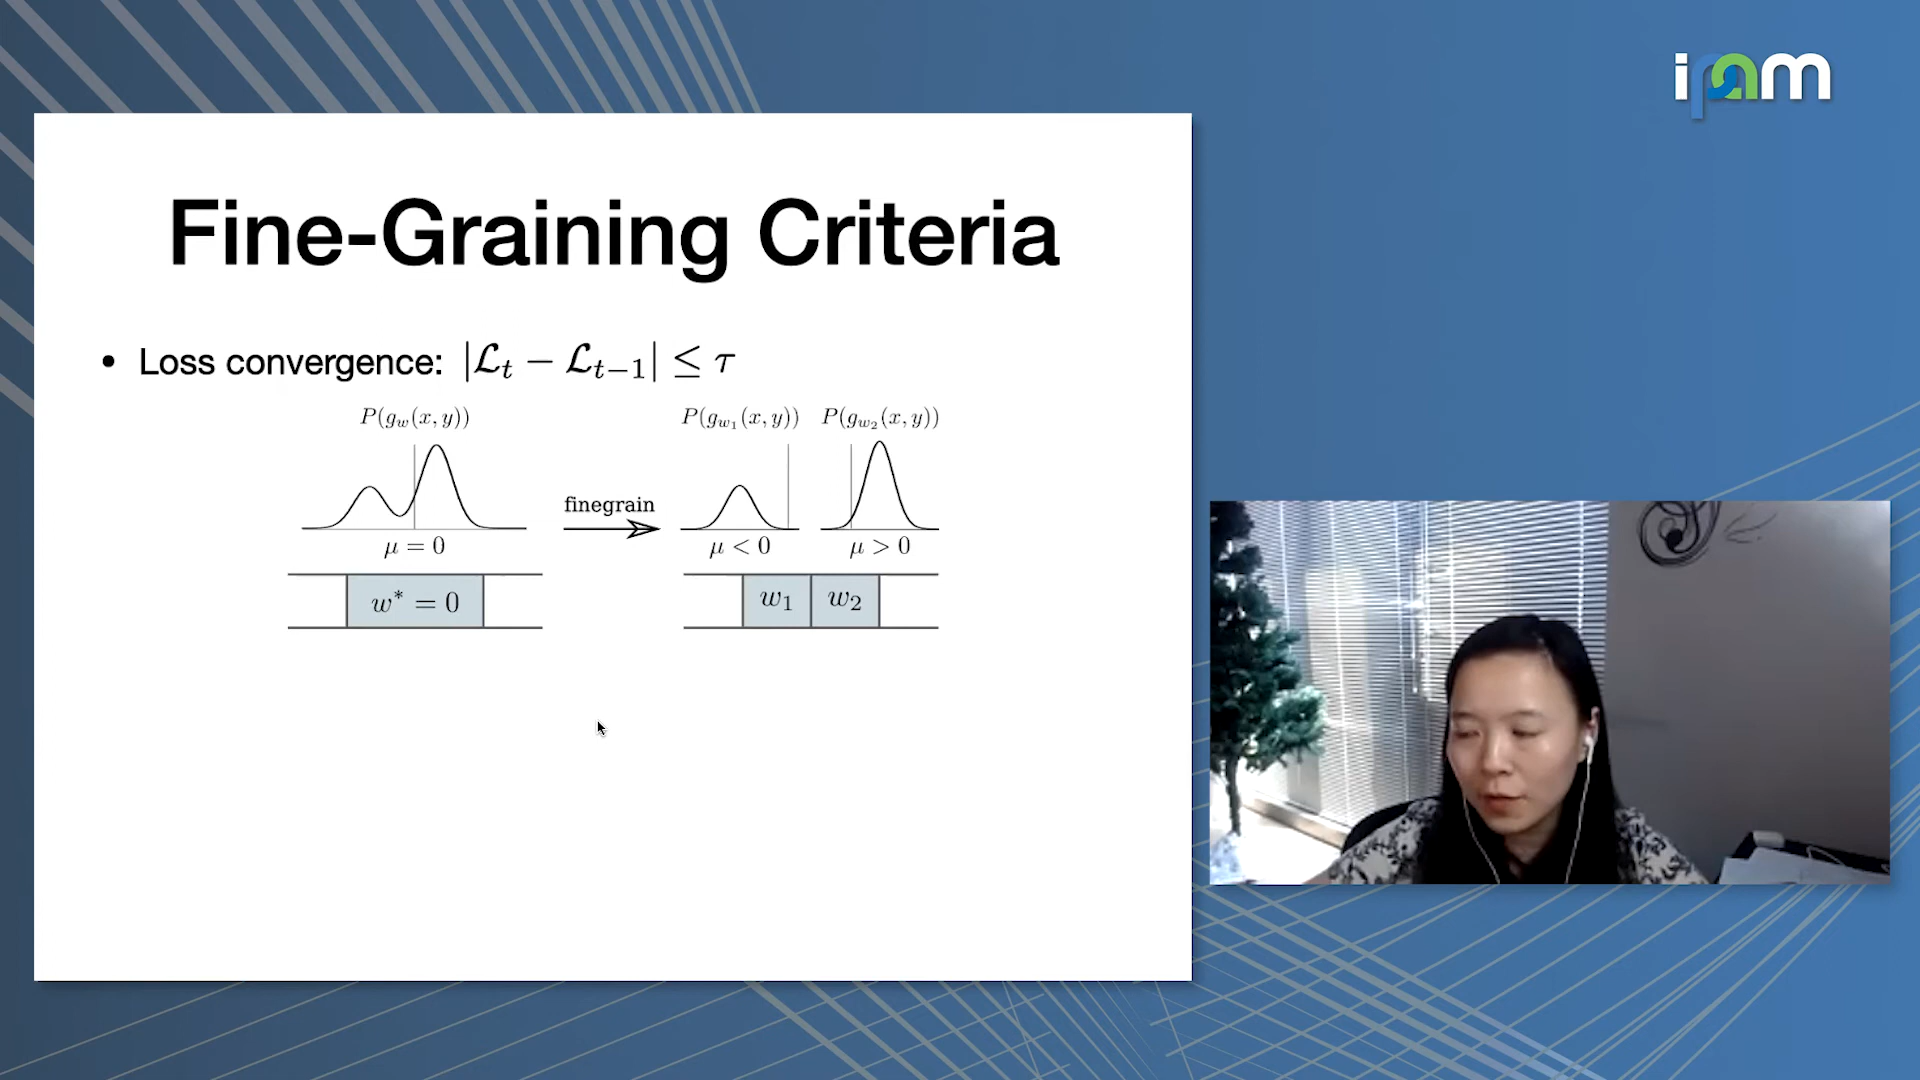 ipam
Fine-Graining Criteria
• Loss convergence: |ℒ_t − ℒ_{t−1}| ≤ τ
P(g_w(x, y)) P(g_{w_1}(x, y)) P(g_{w_2}(x, y))
finegrain
μ = 0 μ < 0 μ > 0
w* = 0 w_1 w_2